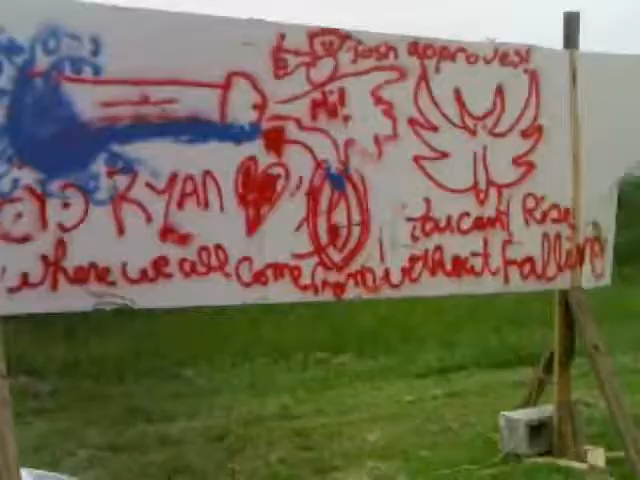 Josh approves!
Hi!
RYAN
You can't Rise
where we all Come From!
without Falling